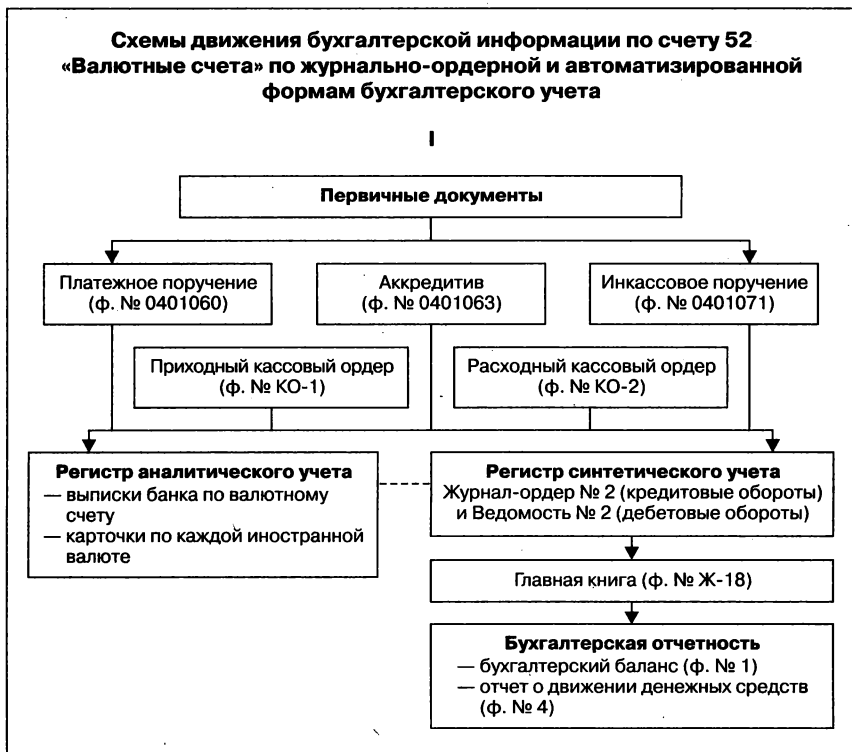 Схемы движения бухгалтерской информации по счету 52
«Валютные счета» по журнально-ордерной и автоматизированной
формам бухгалтерского учета
I
Первичные документы
Платежное поручение
(ф. № 0401060)
Аккредитив
(ф. № 0401063)
Инкассовое поручение
(ф. № 0401071)
Приходный кассовый ордер
(ф. № КО-1)
Расходный кассовый ордер
(ф. № КО-2)
Регистр аналитического учета
— выписки банка по валютному
счету
— карточки по каждой иностранной
валюте
Регистр синтетического учета
Журнал-ордер № 2 (кредитовые обороты)
и Ведомость № 2 (дебетовые обороты)
Главная книга (ф. № Ж-18)
Бухгалтерская отчетность
— бухгалтерский баланс (ф. № 1)
— отчет о движении денежных средств
(ф. № 4)